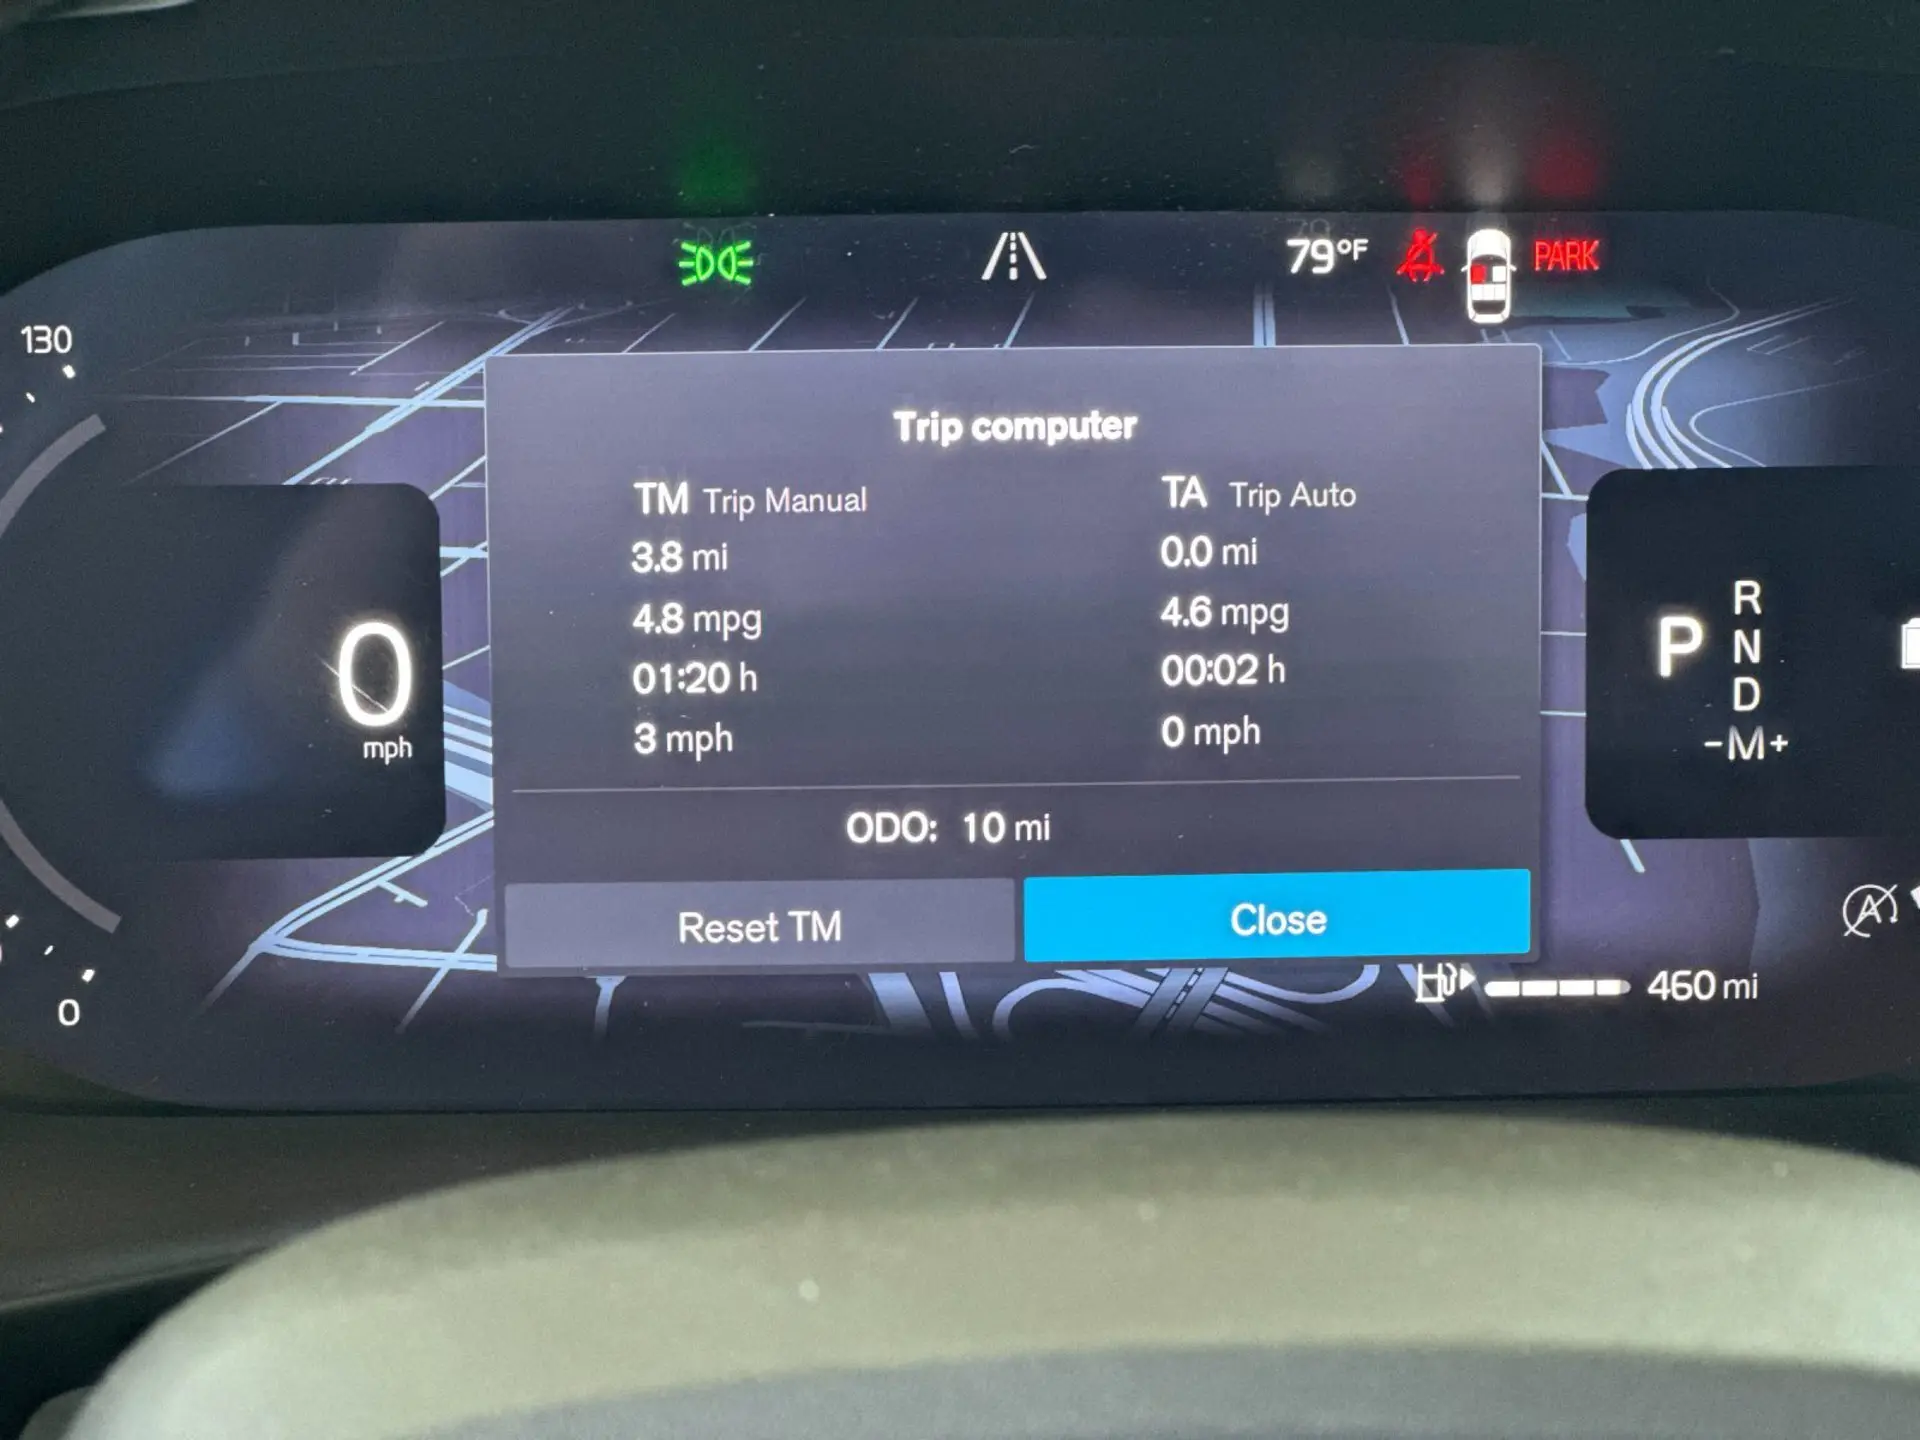 79°F
PARK
130
Trip computer
TM Trip Manual
TA Trip Auto
3.8 mi
0.0 mi
4.8 mpg
4.6 mpg
01:20 h
00:02 h
3 mph
0 mph
ODO: 10 mi
Reset TM
Close
0
mph
P
R
N
D
-M+
A
460 mi
0